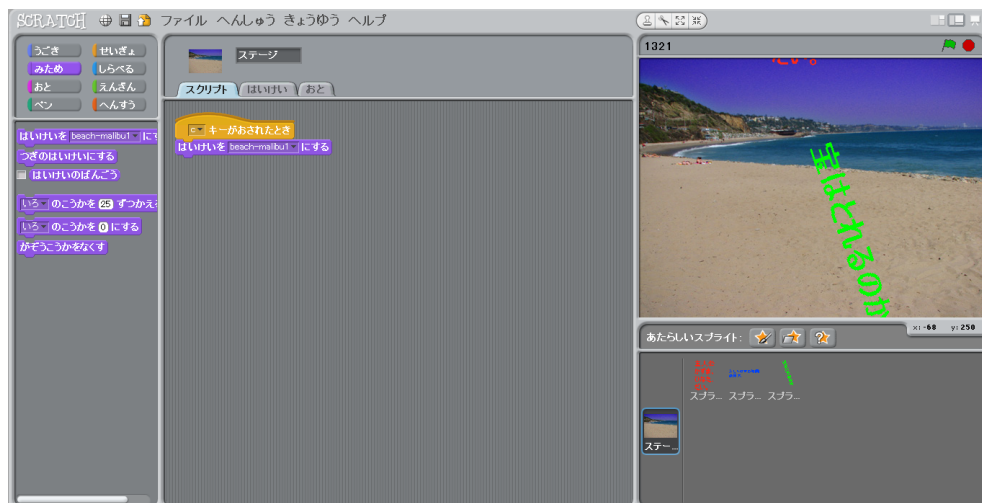 SCRATCH ファイル へんしゅう きょうゆう ヘルプ
うごき せいぎょ
みため しらべる
おと えんざん
ペン へんすう
はいけいを beach-malibu1 に
つぎのはいけいにする
はいけいのばんごう
いろ のこうかを 25 ずつかえ
いろ のこうかを 0 にする
がぞうこうかをなくす
ステージ
スクリプト はいけい おと
c キーがおされたとき
はいけいを beach-malibu1 にする
1321
宝はとれるのか
x: -68 y: 250
あたらしいスプライト:
スプラ... スプラ... スプラ...
ステー...